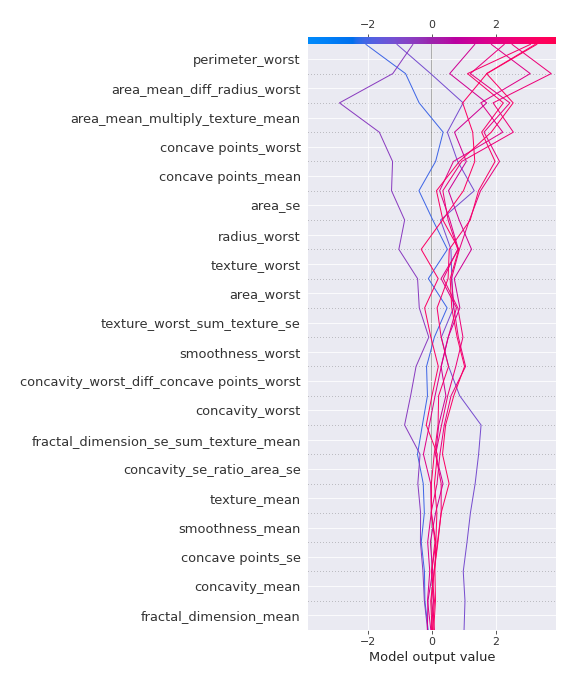 −2 0 2
perimeter_worst
area_mean_diff_radius_worst
area_mean_multiply_texture_mean
concave points_worst
concave points_mean
area_se
radius_worst
texture_worst
area_worst
texture_worst_sum_texture_se
smoothness_worst
concavity_worst_diff_concave points_worst
concavity_worst
fractal_dimension_se_sum_texture_mean
concavity_se_ratio_area_se
texture_mean
smoothness_mean
concave points_se
concavity_mean
fractal_dimension_mean
−2 0 2
Model output value